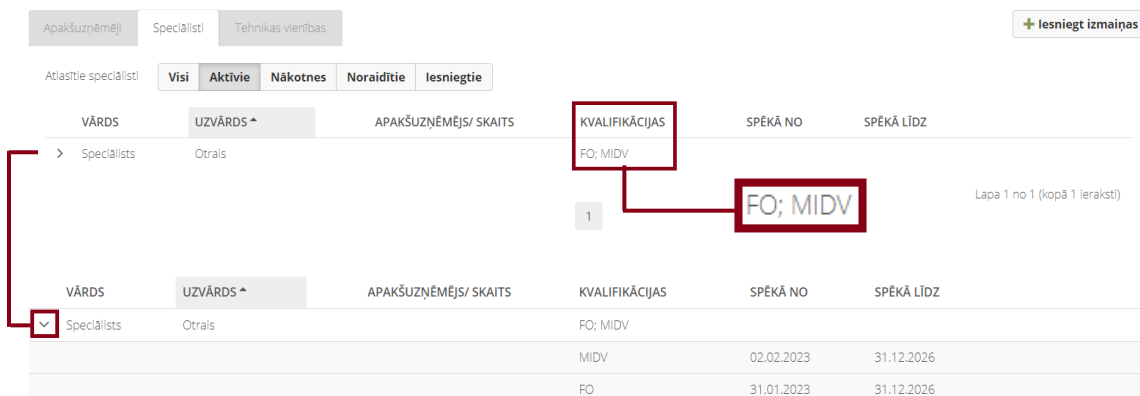 Apakšuzņēmēji Speciālisti Tehnikas vienības + Iesniegt izmaiņas
Atlasītie speciālisti Visi Aktīvie Nākotnes Noraidītie Iesniegtie
VĀRDS UZVĀRDS APAKŠUZŅĒMĒJS/ SKAITS KVALIFIKĀCIJAS SPĒKĀ NO SPĒKĀ LĪDZ
Speciālists Otrais FO; MIDV
Lapa 1 no 1 (kopā 1 ieraksti)
1 FO; MIDV
VĀRDS UZVĀRDS APAKŠUZŅĒMĒJS/ SKAITS KVALIFIKĀCIJAS SPĒKĀ NO SPĒKĀ LĪDZ
Speciālists Otrais FO; MIDV
MIDV 02.02.2023 31.12.2026
FO 31.01.2023 31.12.2026